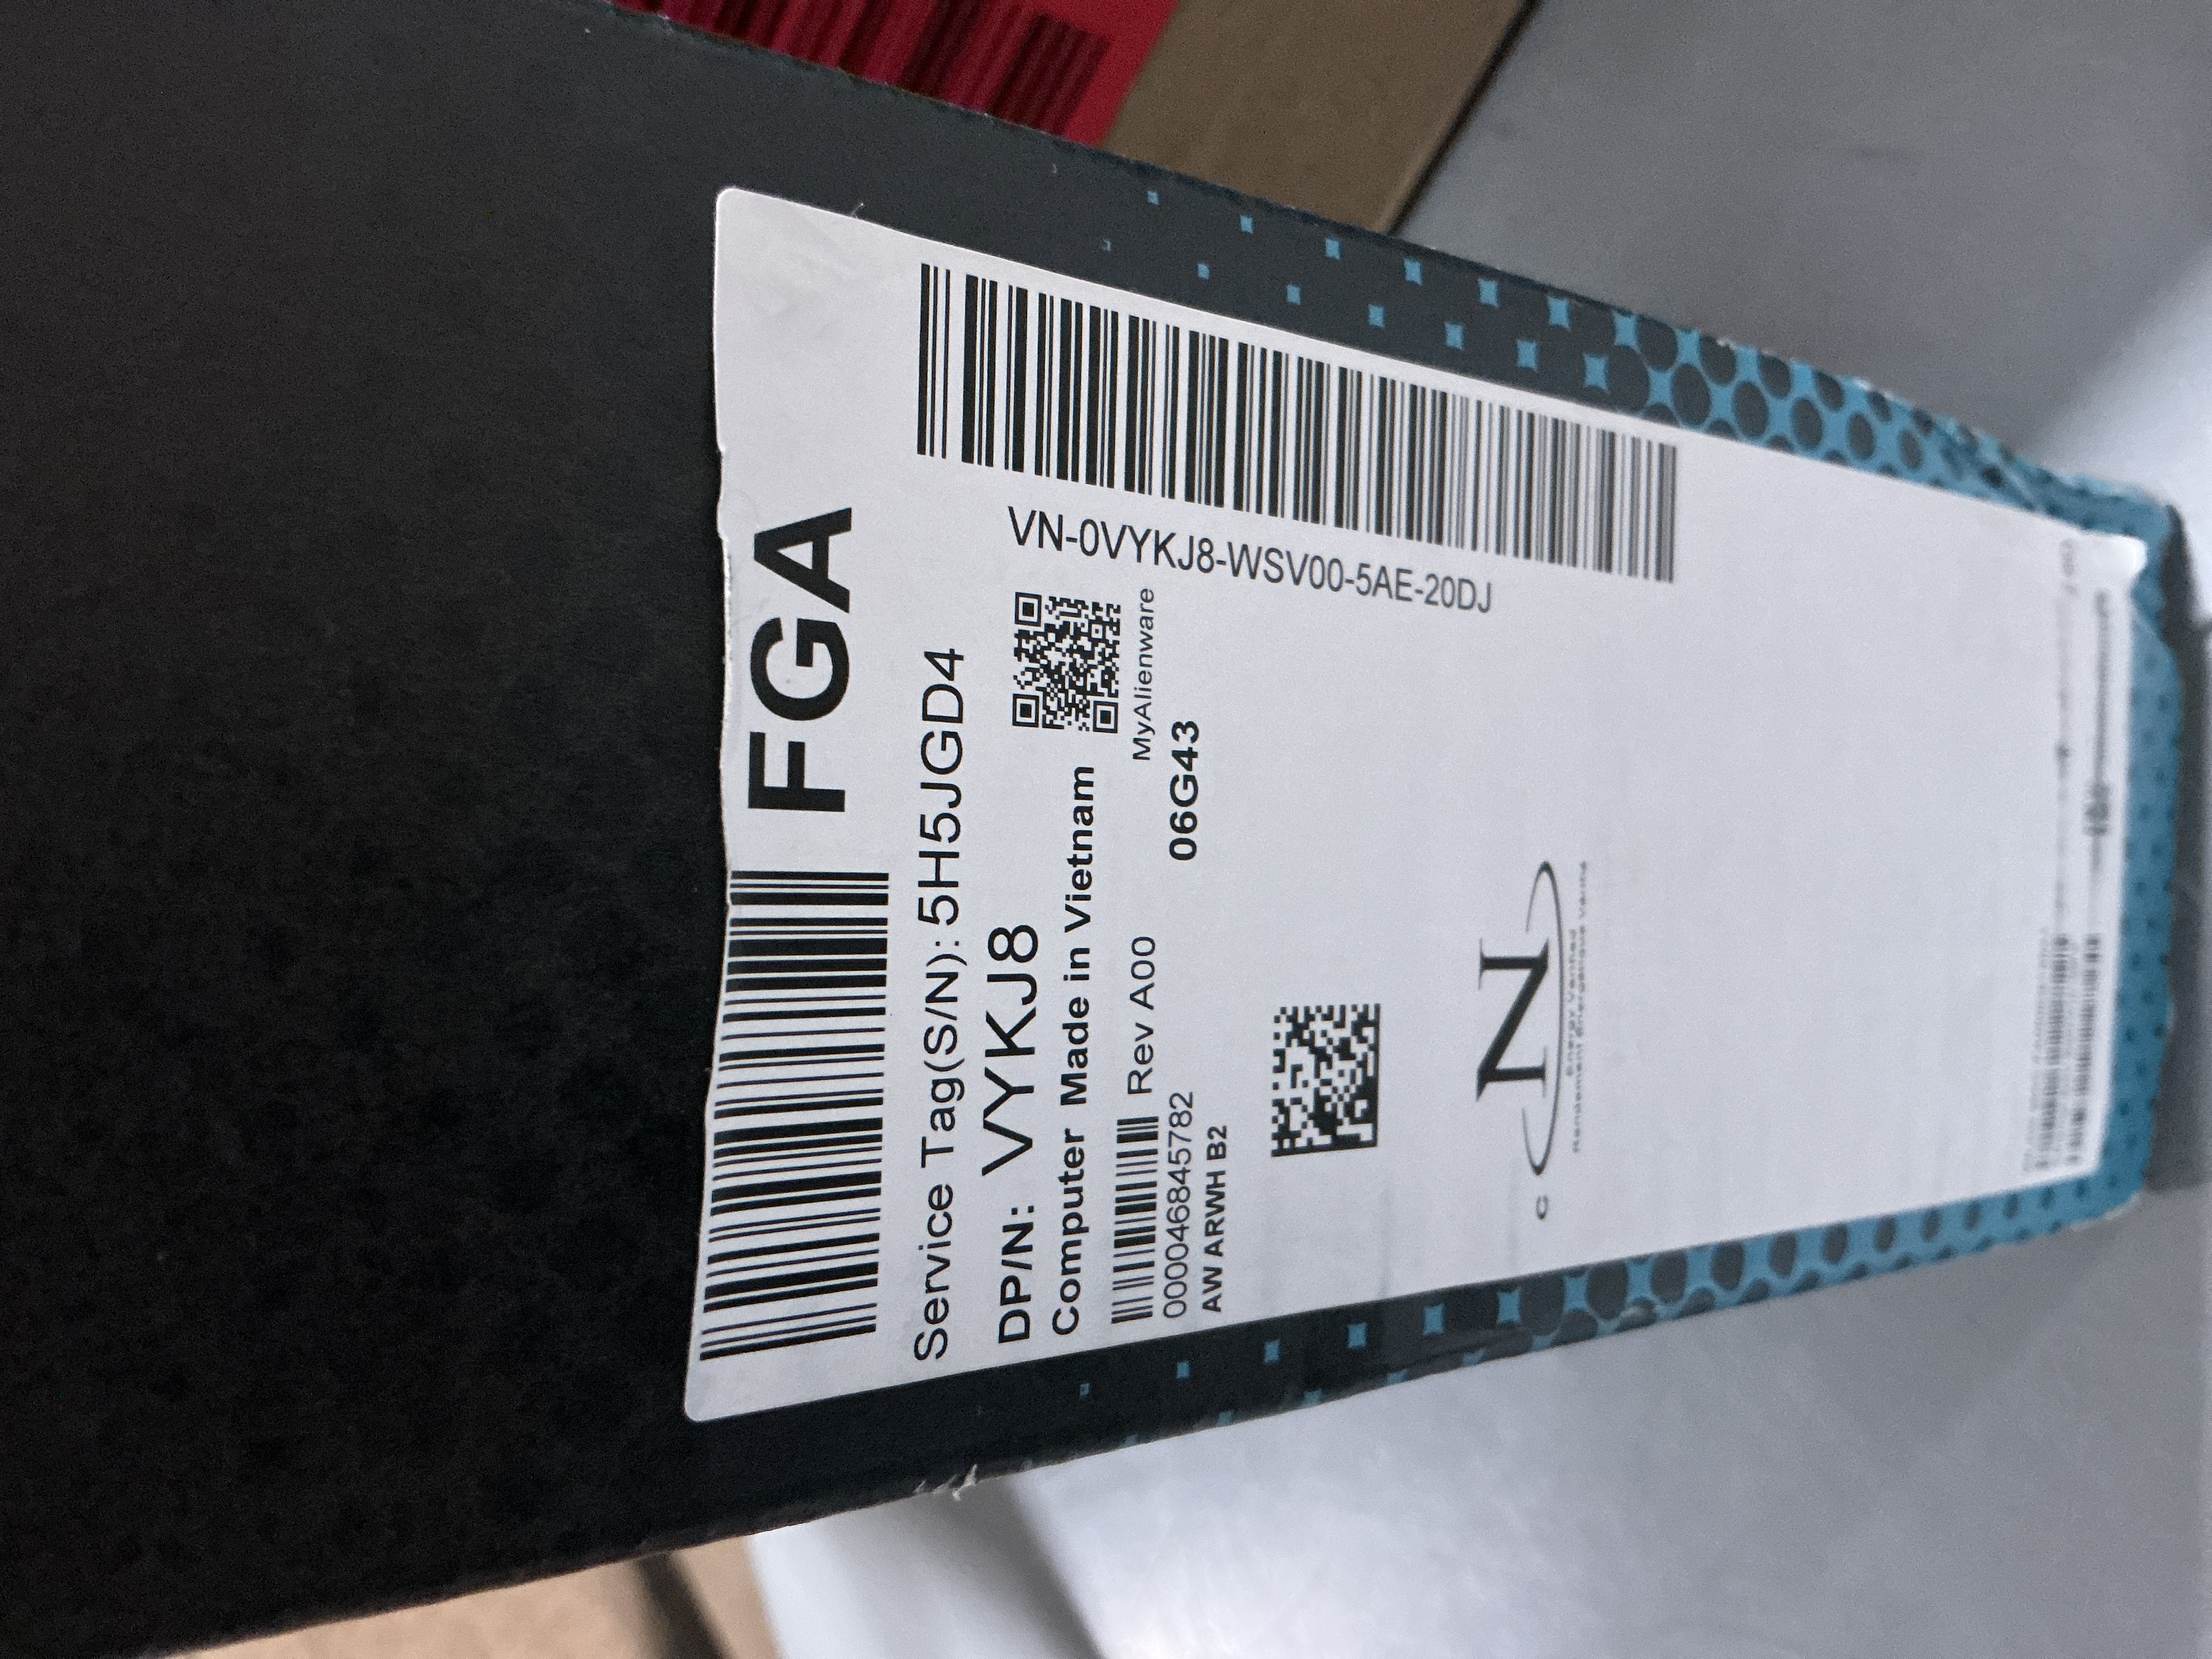 FGA
Service Tag(S/N): 5H5JGD4
DP/N: VYKJ8
Computer Made in Vietnam
Rev A00
0000468455782
AW ARWH B2
MyAlienware
06G43
VN-0VYKJ8-WSV00-5AE-20DJ
c
N
Energy Verified
Rendement Énergétique Vérifié